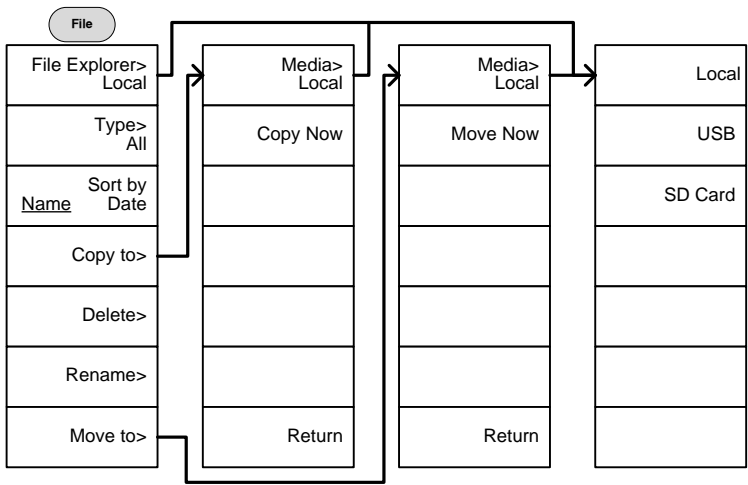 File
File Explorer>
Local
Type>
All
Sort by
Name Date
Copy to>
Delete>
Rename>
Move to>
Media>
Local
Copy Now
Return
Media>
Local
Move Now
Return
Local
USB
SD Card